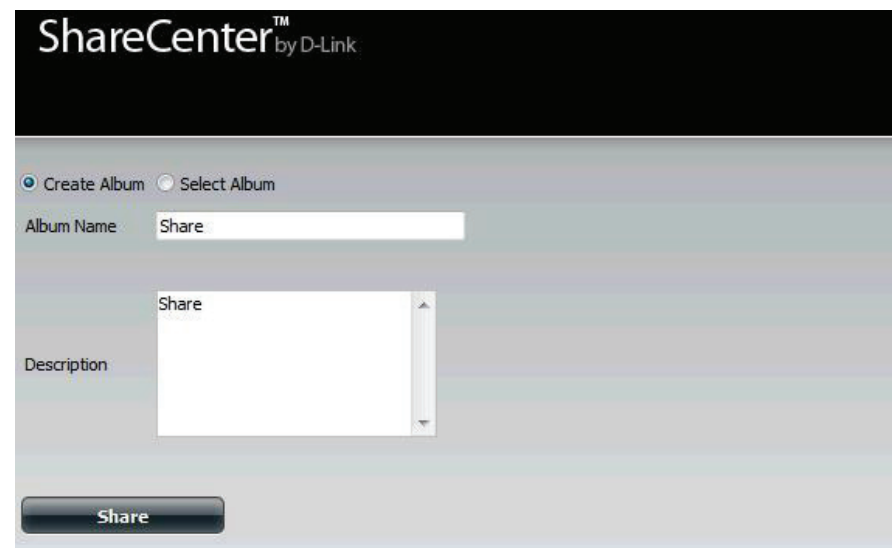 ShareCenter™ by D-Link
Create Album Select Album
Album Name Share
Share
Description
Share